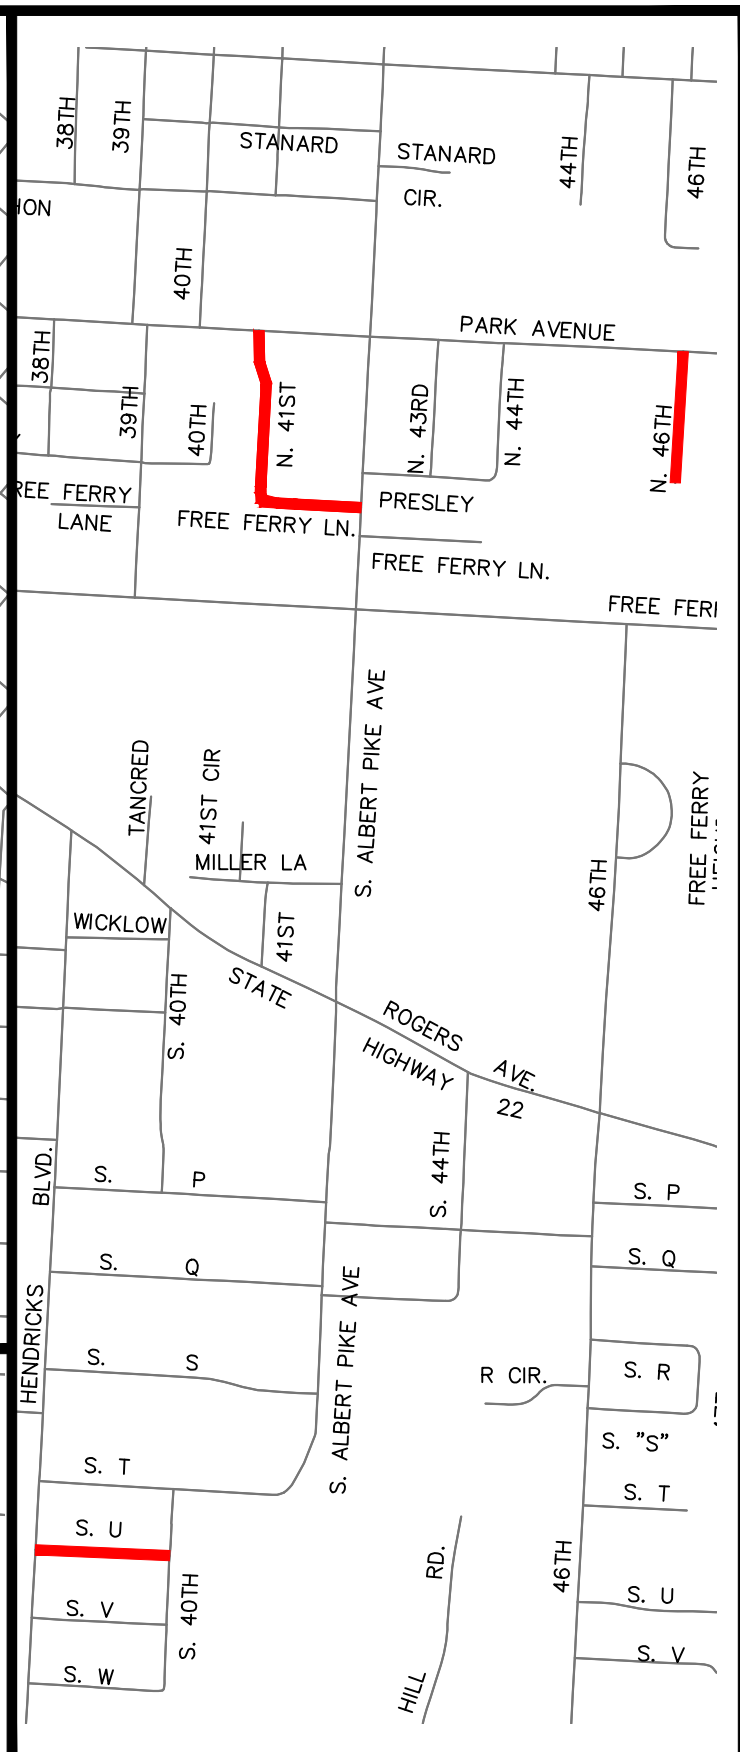 38TH
39TH
STANARD
STANARD
CIR.
44TH
46TH
HON
40TH
PARK AVENUE
38TH
39TH
40TH
N. 41ST
N. 43RD
N. 44TH
N. 46TH
REE FERRY
LANE
FREE FERRY LN.
PRESLEY
FREE FERRY LN.
FREE FER
S. ALBERT PIKE AVE
TANCRED
41ST CIR
MILLER LA
FREE FERRY
46TH
WICKLOW
41ST
STATE
S. 40TH
ROGERS
AVE.
HIGHWAY
22
S. 44TH
BLVD.
S. P
S. P
S. Q
S. Q
HENDRICKS
S. ALBERT PIKE AVE
S. S
R CIR.
S. R
S. "S"
S. T
S. T
S. U
RD.
46TH
S. 40TH
S. U
S. V
S. V
S. W
HILL